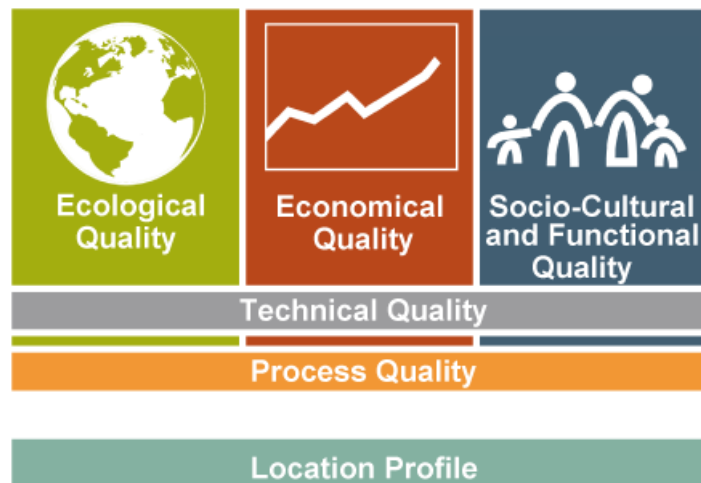 Ecological
Quality
Economical
Quality
Socio-Cultural
and Functional
Quality
Technical Quality
Process Quality
Location Profile